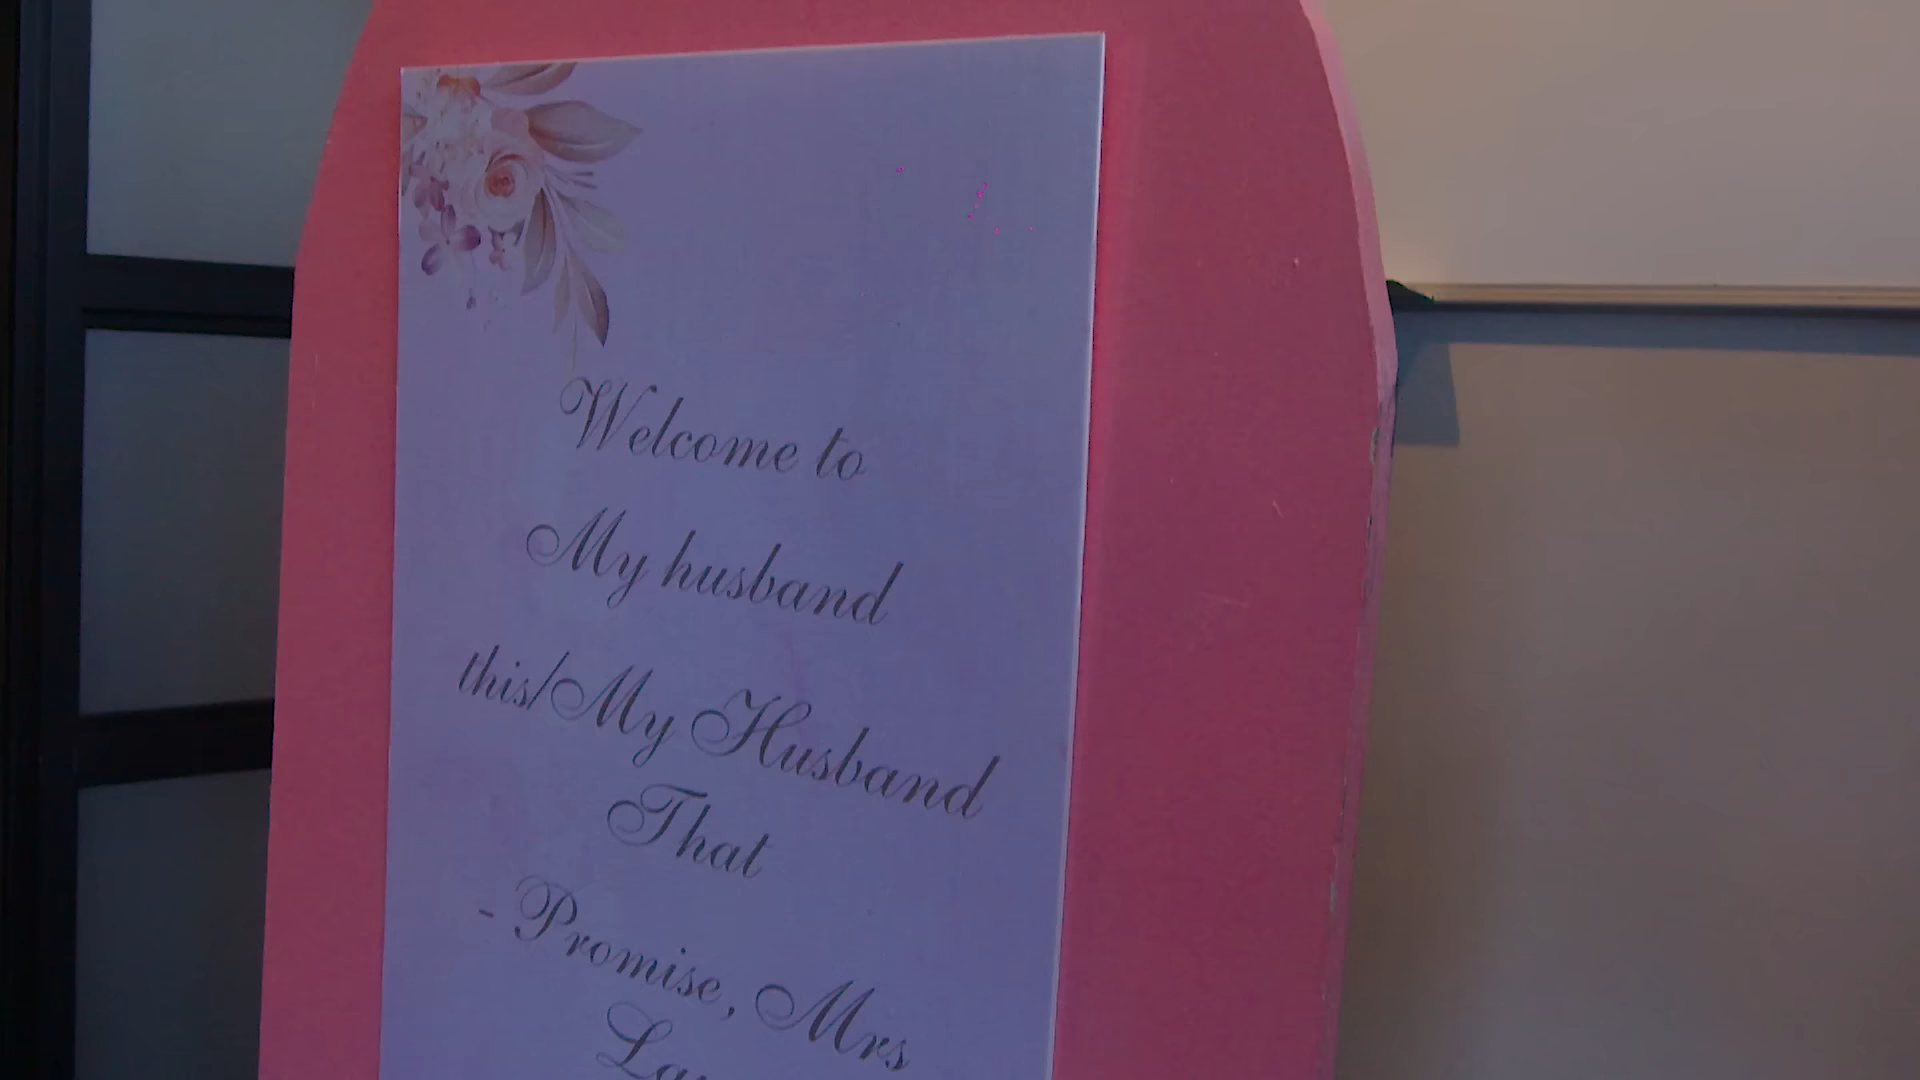 Welcome to
My husband
this/My Husband
That
- Promise, Mrs